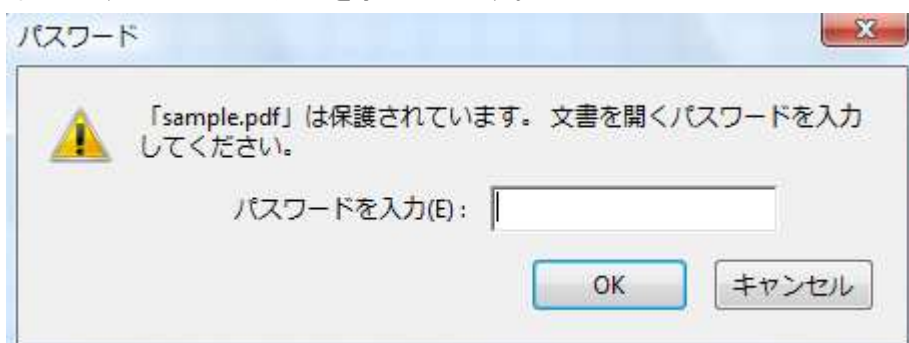 パスワード
「sample.pdf」は保護されています。 文書を開くパスワードを入力
してください。
パスワードを入力(E):
OK
キャンセル